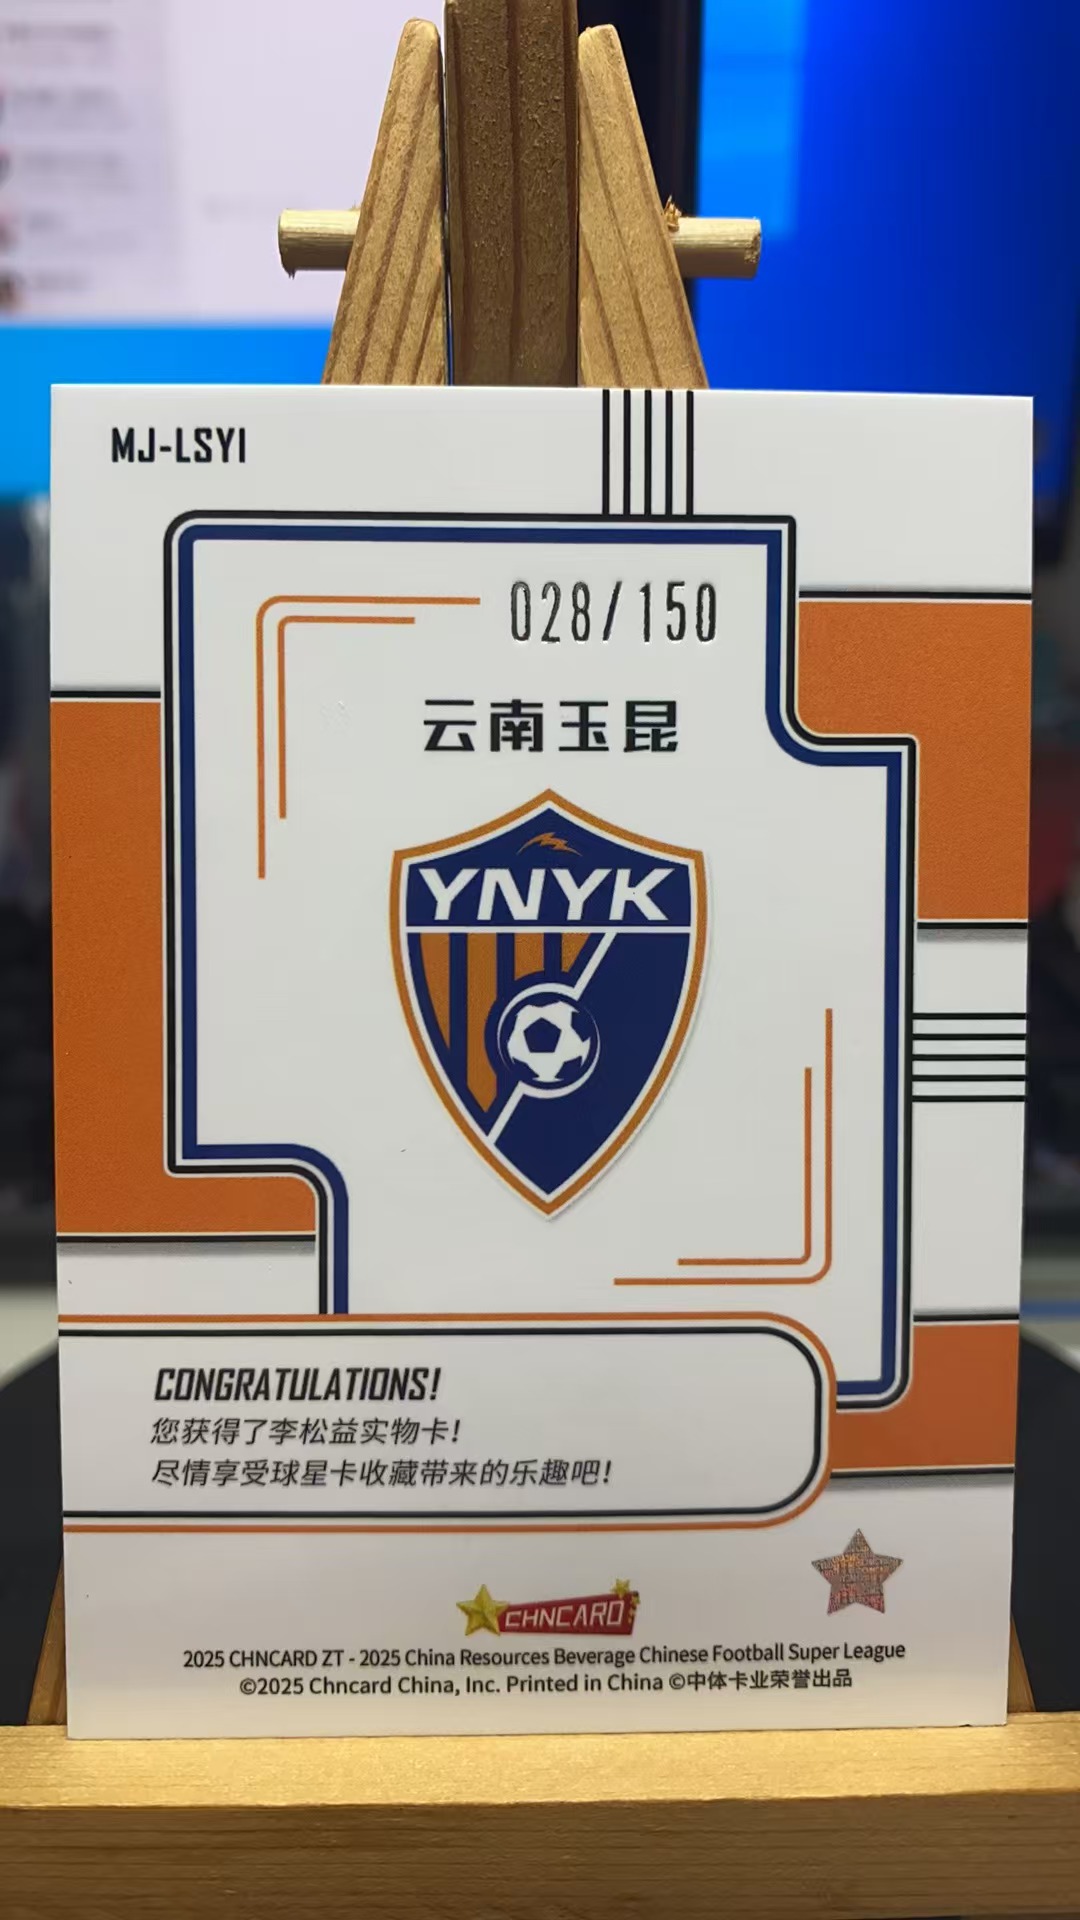 MJ-LSYI
028/150
云南玉昆
YNYK
CONGRATULATIONS!
您获得了李松益实物卡!
尽情享受球星卡收藏带来的乐趣吧!
CHNCARD
2025 CHNCARD ZT - 2025 China Resources Beverage Chinese Football Super League
©2025 Chncard China, Inc. Printed in China ©中体卡业荣誉出品